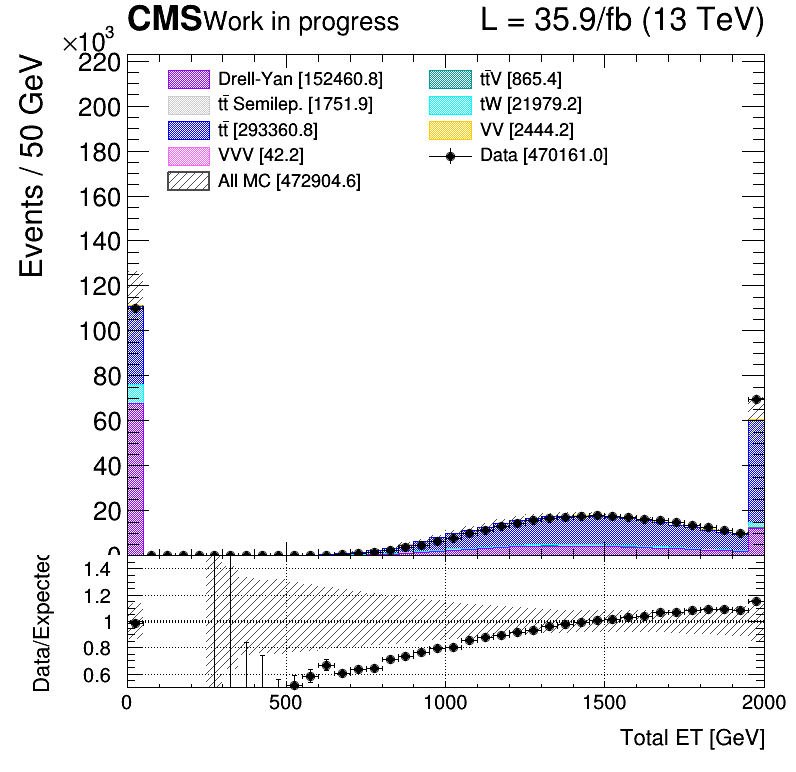 CMS Work in progress L = 35.9/fb (13 TeV)
×10³
Events / 50 GeV
220
200
180
160
140
120
100
80
60
40
20
0
Drell-Yan [152460.8]
tt̄ Semilep. [1751.9]
tt̄ [293360.8]
VVV [42.2]
All MC [472904.6]
tt̄V [865.4]
tW [21979.2]
VV [2444.2]
Data [470161.0]
Data/Expected
1.4
1.2
1
0.8
0.6
0 500 1000 1500 2000
Total ET [GeV]